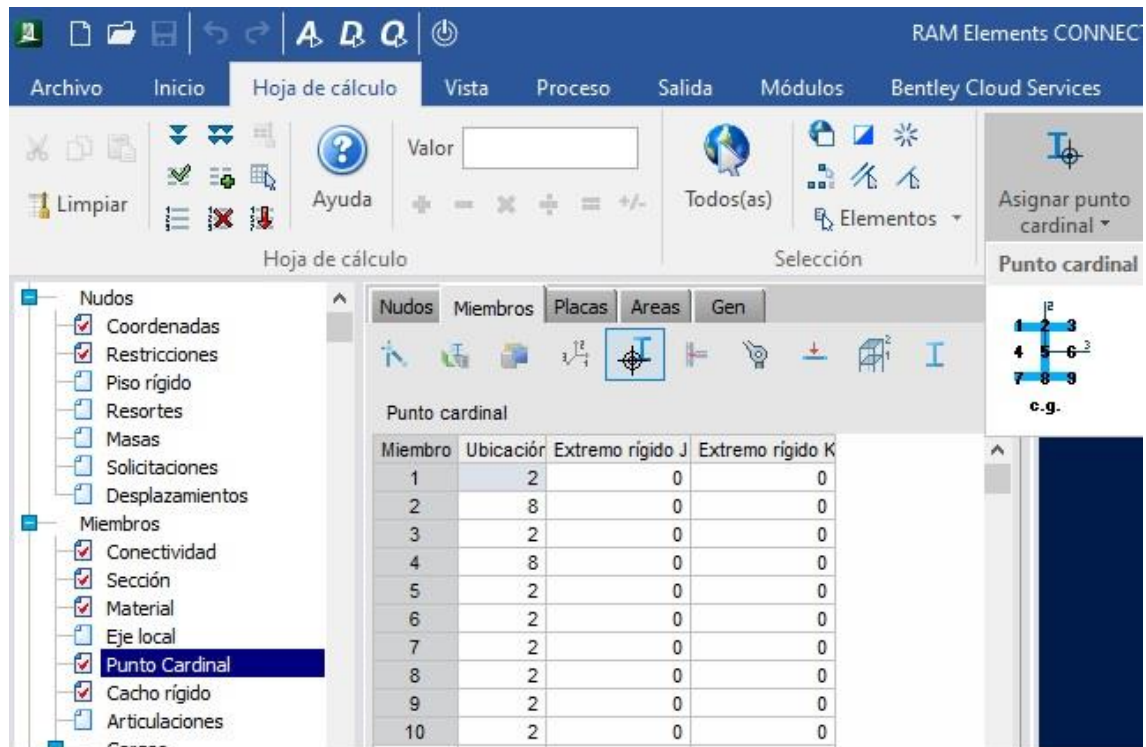 A D Q RAM Elements CONNECT
Archivo Inicio Hoja de cálculo Vista Proceso Salida Módulos Bentley Cloud Services
Limpiar
Ayuda
Valor
+/-
Todos(as)
Elementos
Asignar punto
cardinal
Hoja de cálculo
Selección
Punto cardinal
2
1 2 3
4 5 6 3
7 8 9
c.g.
Nudos
Coordenadas
Restricciones
Piso rígido
Resortes
Masas
Solicitaciones
Desplazamientos
Miembros
Conectividad
Sección
Material
Eje local
Punto Cardinal
Cacho rígido
Articulaciones
Cargas
Nudos Miembros Placas Areas Gen
Punto cardinal
Miembro Ubicación Extremo rígido J Extremo rígido K
1 2 0 0
2 8 0 0
3 2 0 0
4 8 0 0
5 2 0 0
6 2 0 0
7 2 0 0
8 2 0 0
9 2 0 0
10 2 0 0